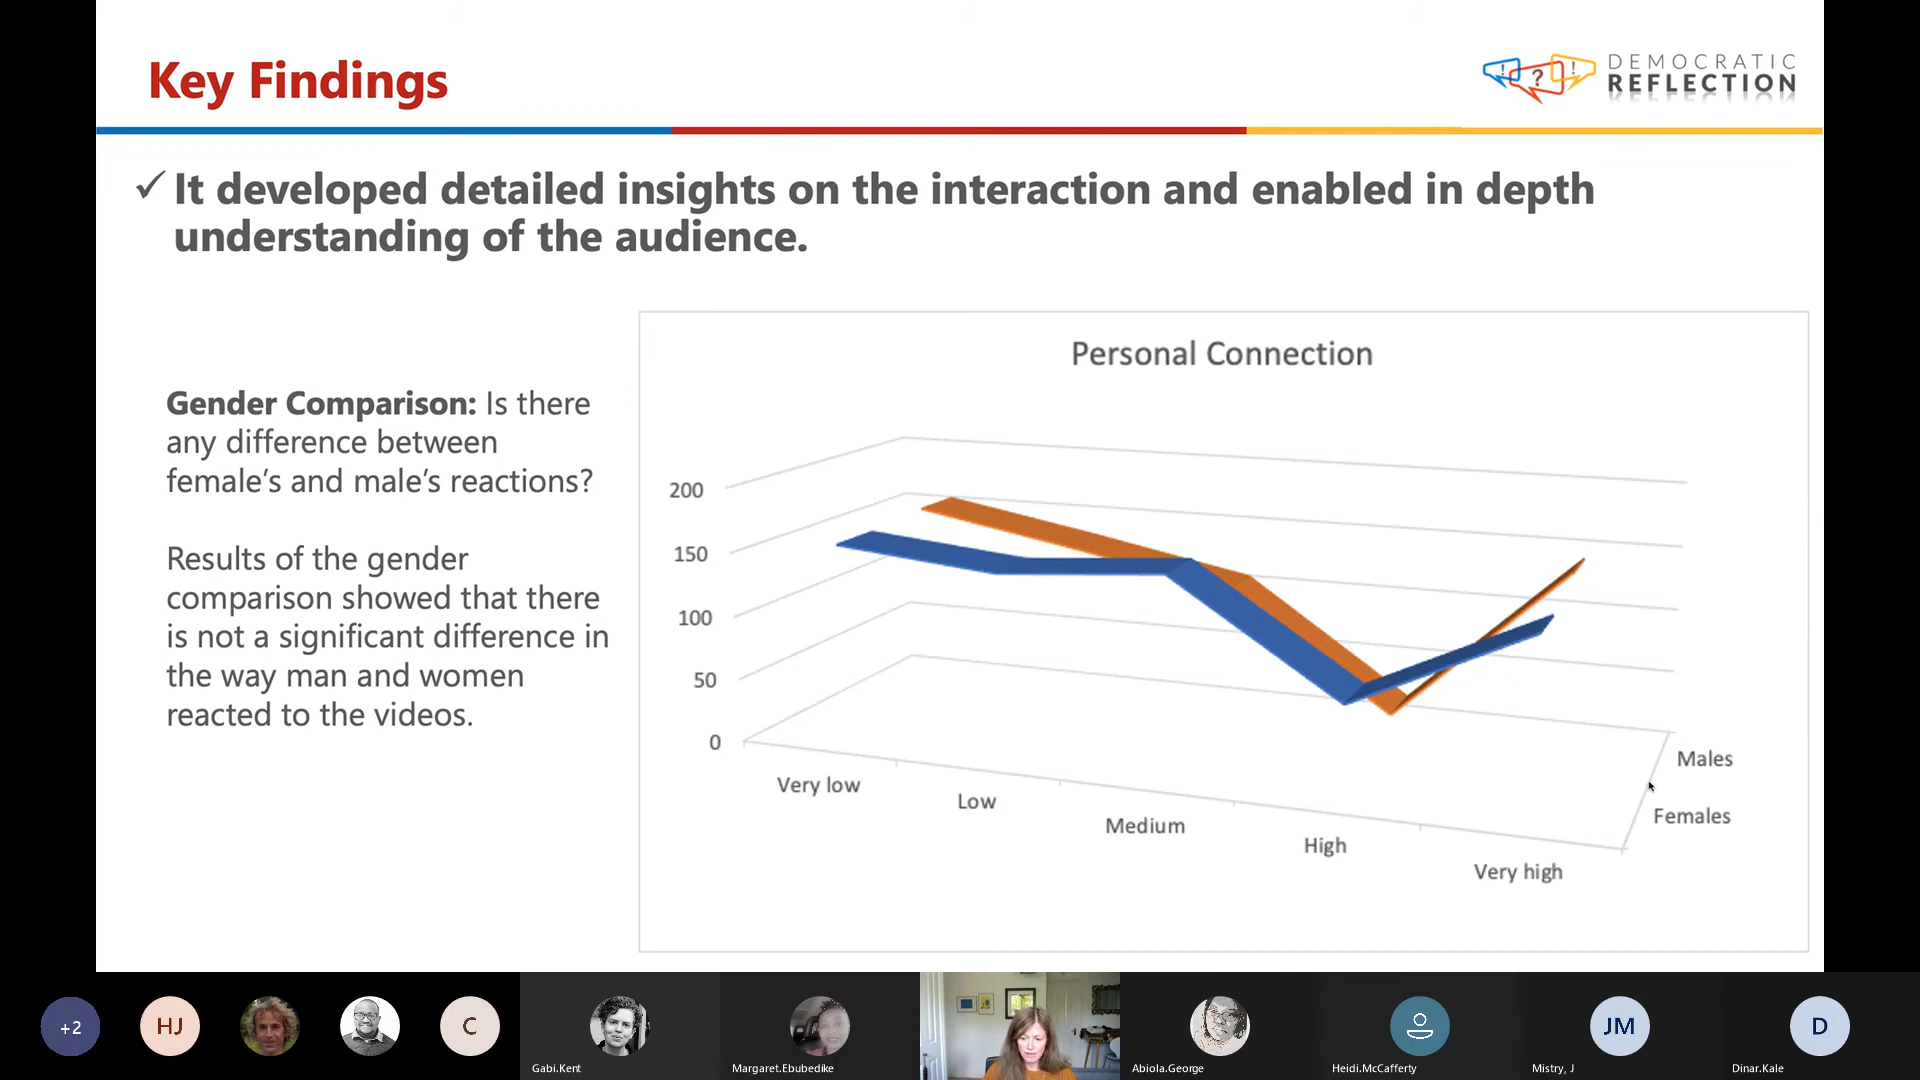 Key Findings
DEMOCRATIC
REFLECTION
! ? !
✓ It developed detailed insights on the interaction and enabled in depth
understanding of the audience.
Gender Comparison: Is there
any difference between
female‘s and male‘s reactions?
Results of the gender
comparison showed that there
is not a significant difference in
the way man and women
reacted to the videos.
Personal Connection
200
150
100
50
0
Very low
Low
Medium
High
Very high
Males
Females
+2
HJ
C
Gabi.Kent
Margaret.Ebubedike
Abiola.George
Heidi.McCafferty
JM
Mistry, J
D
Dinar.Kale